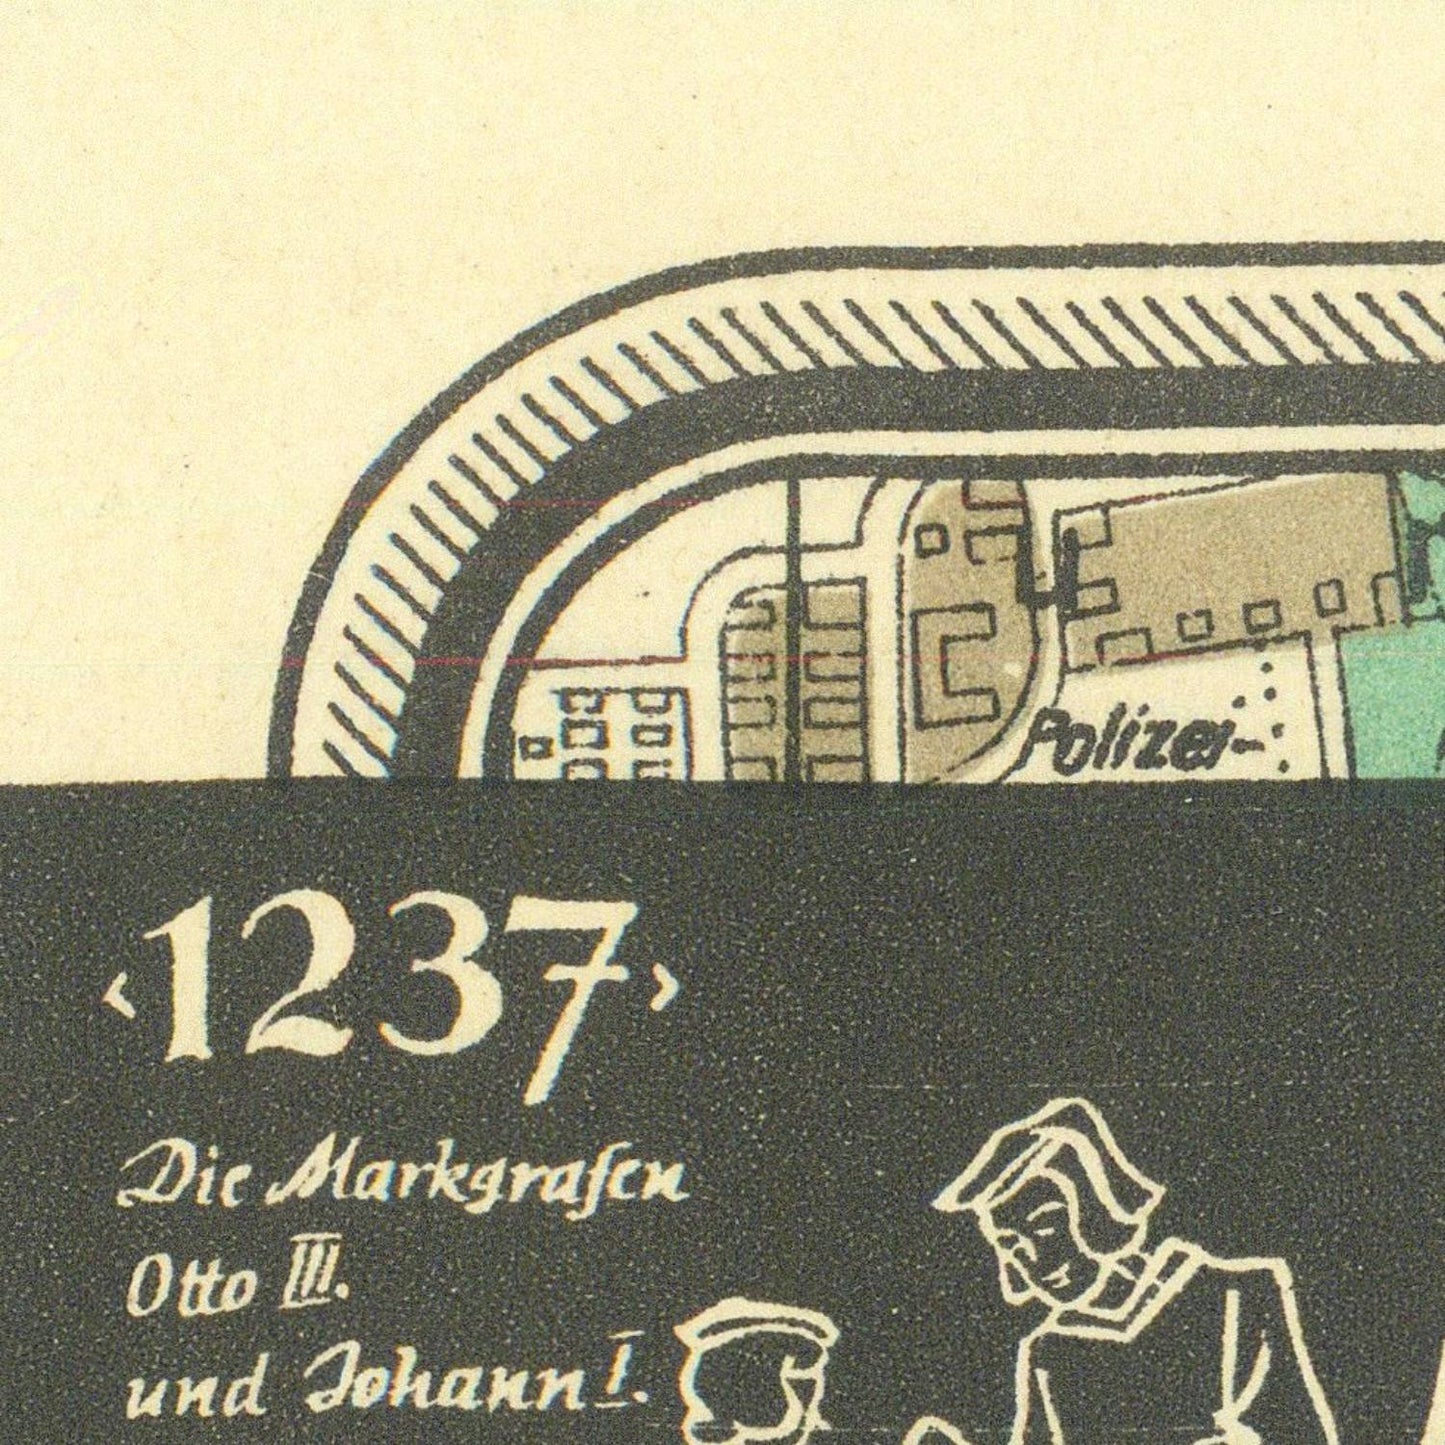 Polizei-
‹1237›
Die Markgrafen
Otto III.
und Johann I.